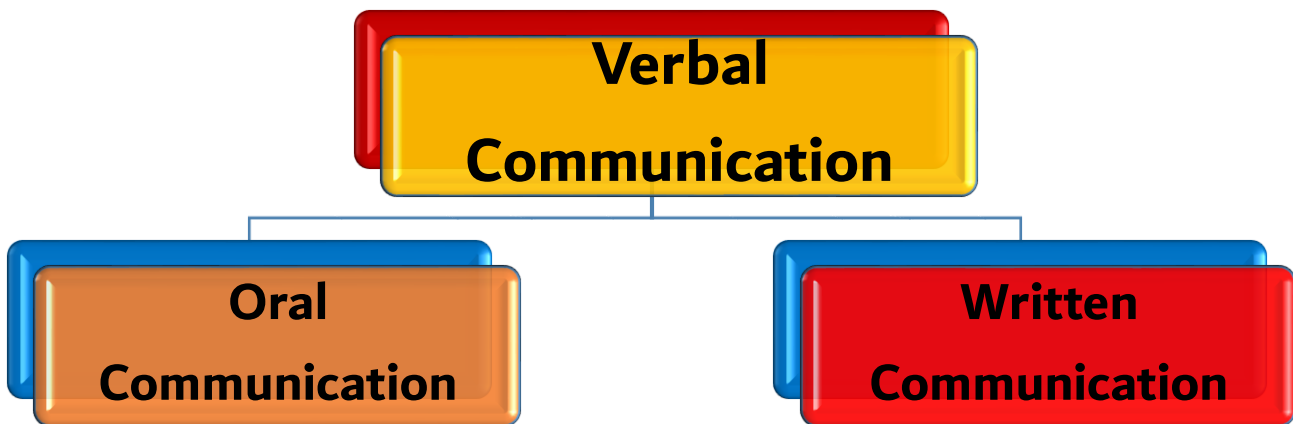 Verbal
Communication
Oral
Communication
Written
Communication